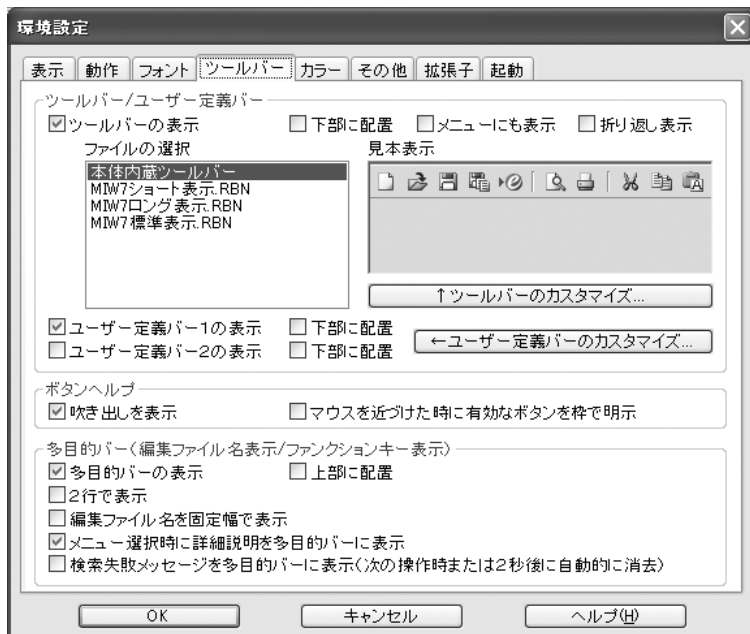 環境設定
表示 動作 フォント ツールバー カラー その他 拡張子 起動
ツールバー/ユーザー定義バー
ツールバーの表示 下部に配置 メニューにも表示 折り返し表示
ファイルの選択 見本表示
本体内蔵ツールバー
MIW7ショート表示.RBN
MIW7ロング表示.RBN
MIW7標準表示.RBN
↑ツールバーのカスタマイズ...
ユーザー定義バー1の表示 下部に配置
ユーザー定義バー2の表示 下部に配置
←ユーザー定義バーのカスタマイズ...
ボタンヘルプ
吹き出しを表示 マウスを近づけた時に有効なボタンを枠で明示
多目的バー(編集ファイル名表示/ファンクションキー表示)
多目的バーの表示 上部に配置
2行で表示
編集ファイル名を固定幅で表示
メニュー選択時に詳細説明を多目的バーに表示
検索失敗メッセージを多目的バーに表示(次の操作時または2秒後に自動的に消去)
OK キャンセル ヘルプ(H)